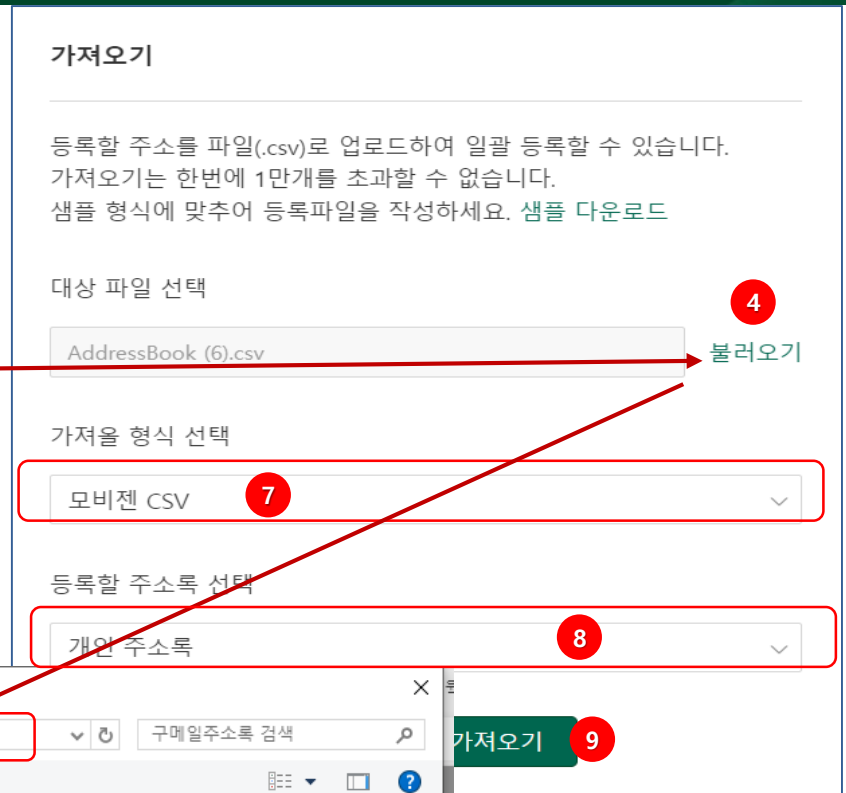 가져오기
등록할 주소를 파일(.csv)로 업로드하여 일괄 등록할 수 있습니다.
가져오기는 한번에 1만개를 초과할 수 없습니다.
샘플 형식에 맞추어 등록파일을 작성하세요. 샘플 다운로드
대상 파일 선택
4
AddressBook (6).csv 불러오기
가져올 형식 선택
모비젠 CSV 7
등록할 주소록 선택
개인 주소록 8
구메일주소록 검색
가져오기 9